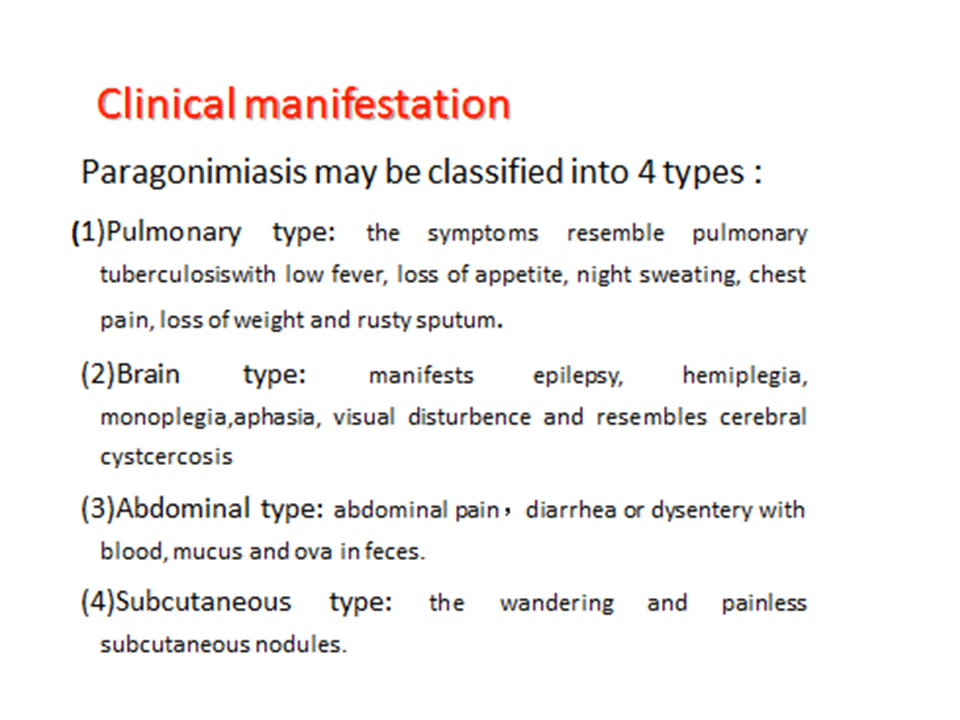 Clinical manifestation
Paragonimiasis may be classified into 4 types :
(1)Pulmonary type: the symptoms resemble pulmonary
tuberculosiswith low fever, loss of appetite, night sweating, chest
pain, loss of weight and rusty sputum.
(2)Brain type: manifests epilepsy, hemiplegia,
monoplegia,aphasia, visual disturbence and resembles cerebral
cystcercosis
(3)Abdominal type: abdominal pain，diarrhea or dysentery with
blood, mucus and ova in feces.
(4)Subcutaneous type: the wandering and painless
subcutaneous nodules.